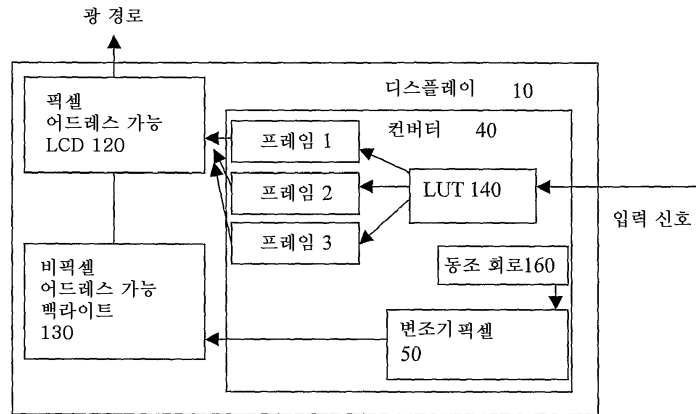 광 경로
디스플레이 10
픽셀
어드레스 가능
LCD 120
컨버터 40
프레임 1
프레임 2
프레임 3
LUT 140
입력 신호
동조 회로160
비픽셀
어드레스 가능
백라이트
130
변조기 픽셀
50